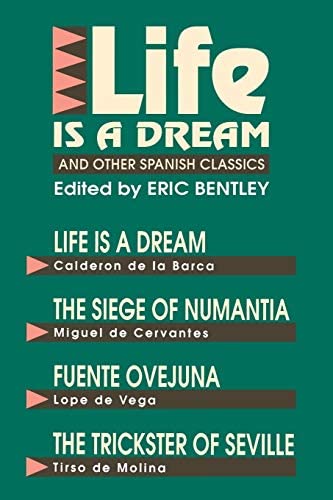 Life
IS A DREAM
AND OTHER SPANISH CLASSICS
Edited by ERIC BENTLEY
LIFE IS A DREAM
Calderon de la Barca
THE SIEGE OF NUMANTIA
Miguel de Cervantes
FUENTE OVEJUNA
Lope de Vega
THE TRICKSTER OF SEVILLE
Tirso de Molina